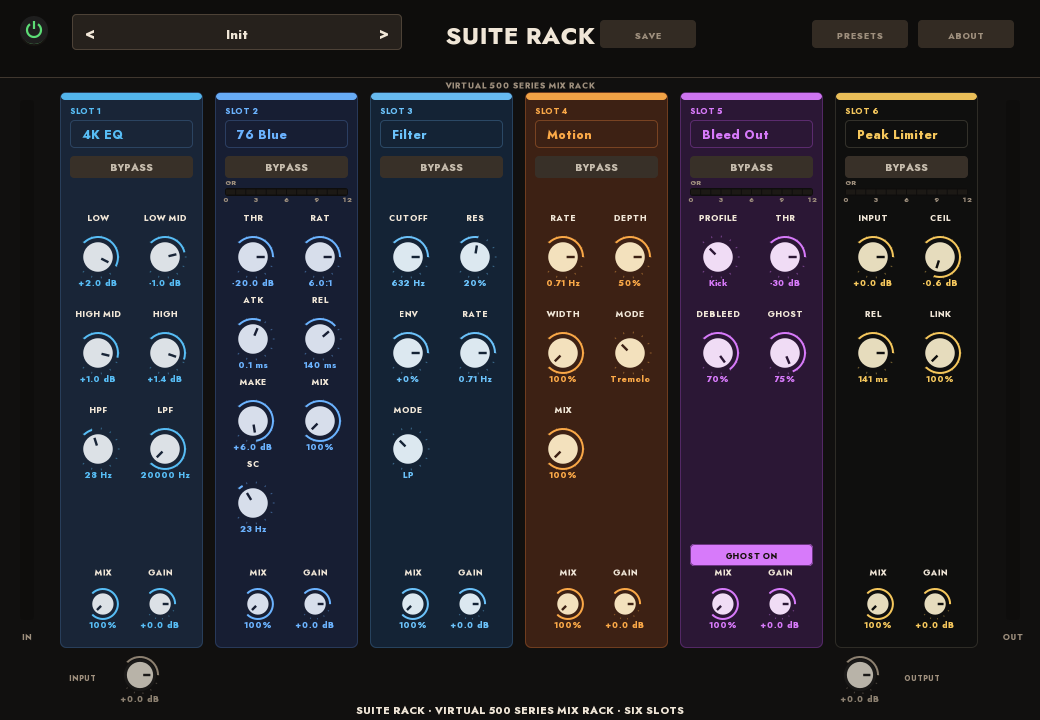 < Init >
SUITE RACK
SAVE
PRESETS
ABOUT
VIRTUAL 500 SERIES MIX RACK
SLOT 1
4K EQ
BYPASS
LOW LOW MID
+2.0 dB -1.0 dB
HIGH MID HIGH
+1.0 dB +1.4 dB
HPF LPF
28 Hz 20000 Hz
MIX GAIN
100% +0.0 dB
SLOT 2
76 Blue
BYPASS
GR
0 3 6 9 12
THR RAT
-20.0 dB 6.0:1
ATK REL
0.1 ms 140 ms
MAKE MIX
+6.0 dB 100%
SC
23 Hz
MIX GAIN
100% +0.0 dB
SLOT 3
Filter
BYPASS
CUTOFF RES
632 Hz 20%
ENV RATE
+0% 0.71 Hz
MODE
LP
MIX GAIN
100% +0.0 dB
SLOT 4
Motion
BYPASS
RATE DEPTH
0.71 Hz 50%
WIDTH MODE
100% Tremolo
MIX
100%
MIX GAIN
100% +0.0 dB
SLOT 5
Bleed Out
BYPASS
GR
0 3 6 9 12
PROFILE THR
Kick -30 dB
DEBLEED GHOST
70% 75%
GHOST ON
MIX GAIN
100% +0.0 dB
SLOT 6
Peak Limiter
BYPASS
GR
0 3 6 9 12
INPUT CEIL
+0.0 dB -0.6 dB
REL LINK
141 ms 100%
MIX GAIN
100% +0.0 dB
IN
OUT
INPUT
+0.0 dB
OUTPUT
+0.0 dB
SUITE RACK · VIRTUAL 500 SERIES MIX RACK · SIX SLOTS